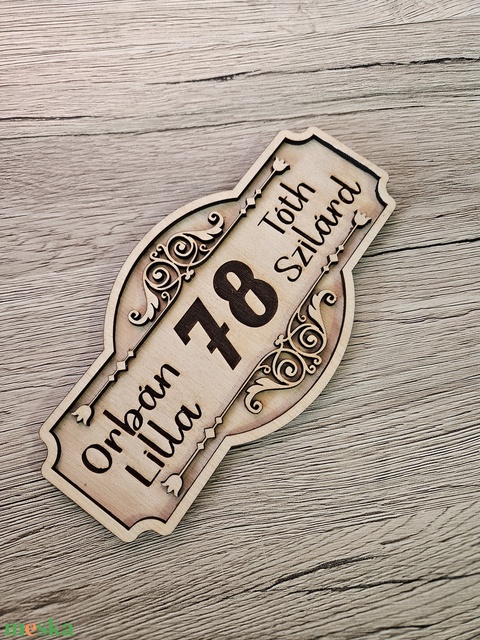 Orbán
Lilla
78
Tóth
Szilárd
meska